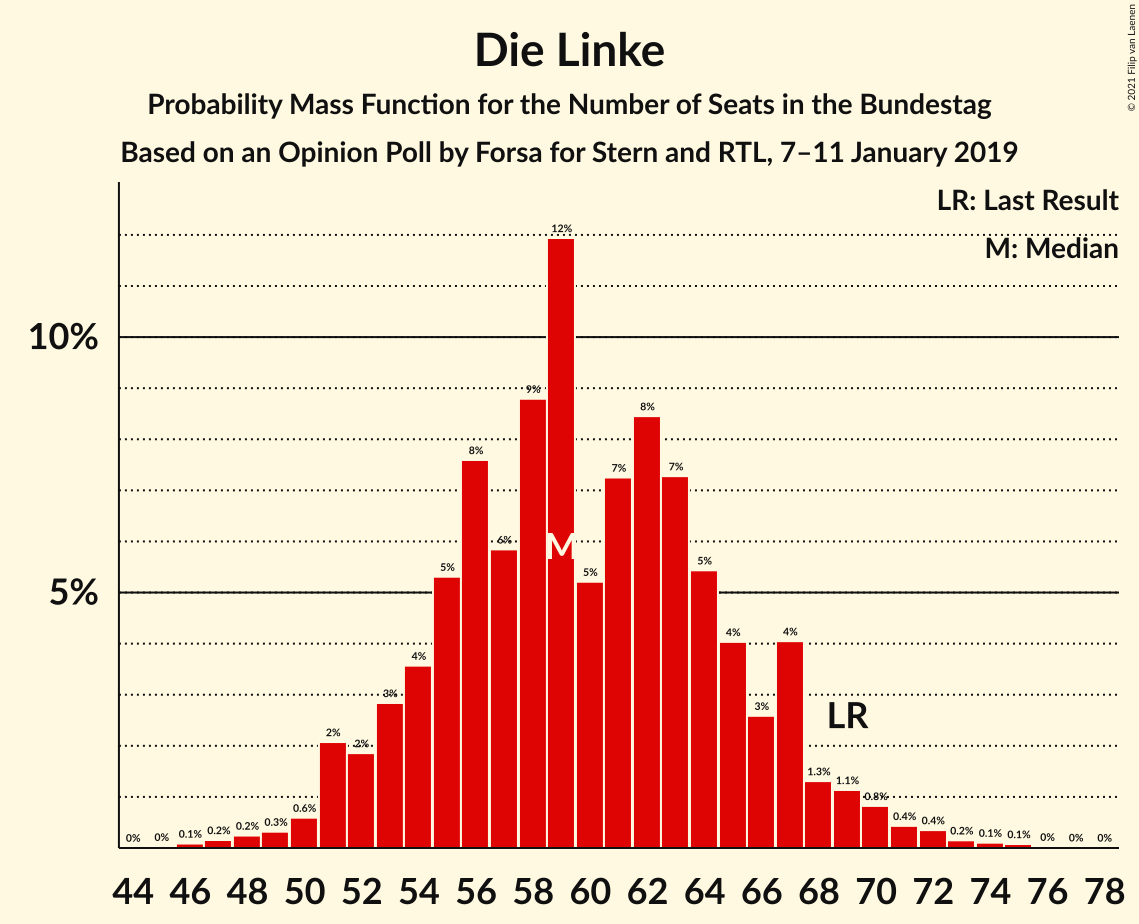 Die Linke
Probability Mass Function for the Number of Seats in the Bundestag
Based on an Opinion Poll by Forsa for Stern and RTL, 7–11 January 2019
© 2021 Filip van Laenen
LR: Last Result
M: Median
10%
5%
0% 0% 0.1% 0.2% 0.2% 0.3% 0.6% 2% 2% 3% 4% 5% 8% 6% 9% 12% 5% 7% 8% 7% 5% 4% 3% 4% 1.3% 1.1% 0.8% 0.4% 0.4% 0.2% 0.1% 0.1% 0% 0% 0%
M
LR
44 46 48 50 52 54 56 58 60 62 64 66 68 70 72 74 76 78